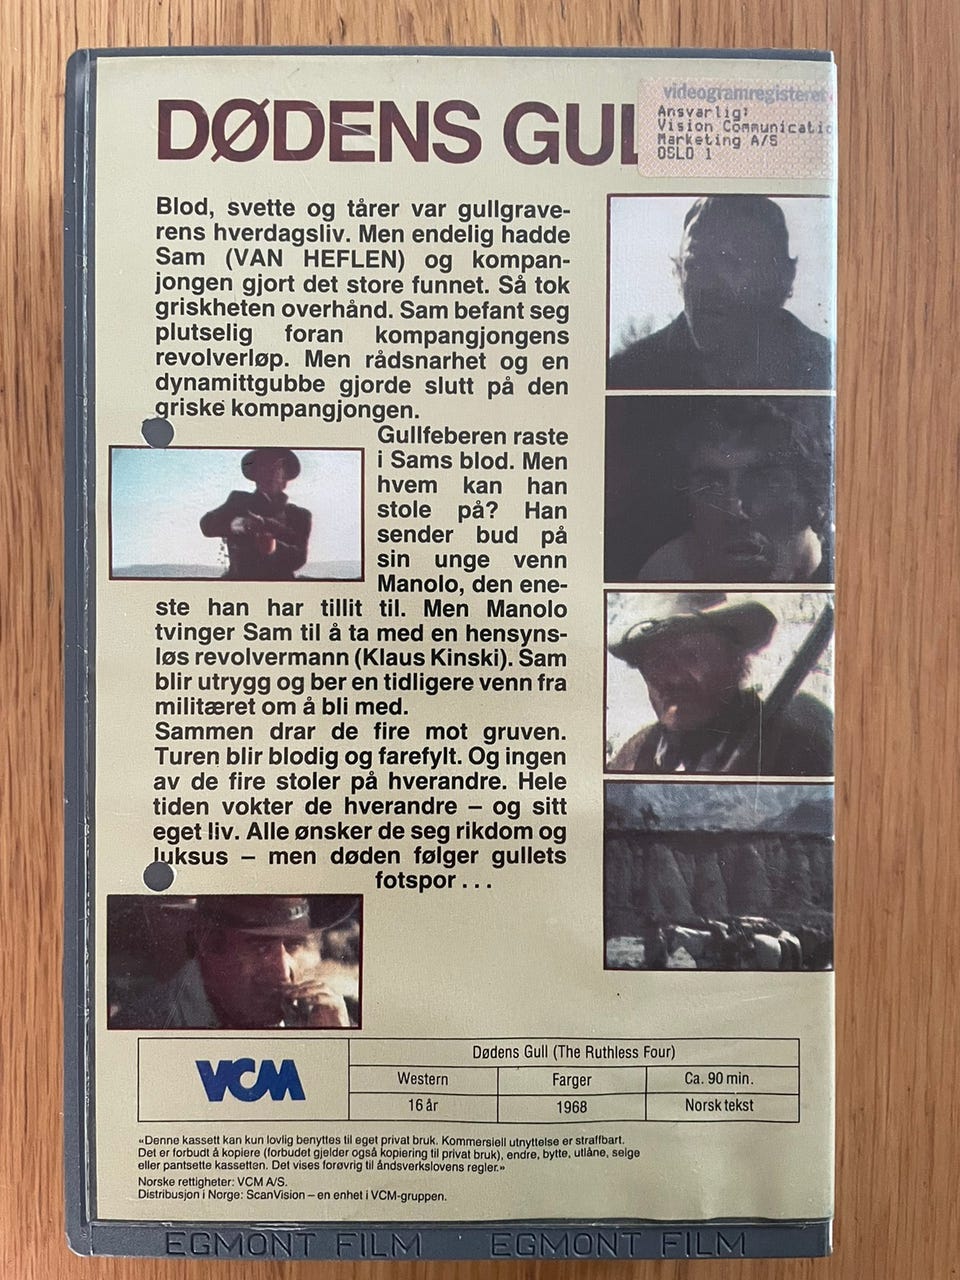 DØDENS GUL
videogramregisteret
Ansvarlig:
Vision Communicatio
Marketing A/S
OSLO 1
Blod, svette og tårer var gullgrave-
rens hverdagsliv. Men endelig hadde
Sam (VAN HEFLEN) og kompan-
jongen gjort det store funnet. Så tok
griskheten overhånd. Sam befant seg
plutselig foran kompangjongens
revolverløp. Men rådsnarhet og en
dynamittgubbe gjorde slutt på den
griske kompangjongen.
Gullfeberen raste
i Sams blod. Men
hvem kan han
stole på? Han
sender bud på
sin unge venn
Manolo, den ene-
ste han har tillit til. Men Manolo
tvinger Sam til å ta med en hensyns-
løs revolvermann (Klaus Kinski). Sam
blir utrygg og ber en tidligere venn fra
militæret om å bli med.
Sammen drar de fire mot gruven.
Turen blir blodig og farefylt. Og ingen
av de fire stoler på hverandre. Hele
tiden vokter de hverandre – og sitt
eget liv. Alle ønsker de seg rikdom og
luksus – men døden følger gullets
fotspor . . .
VCM
Dødens Gull (The Ruthless Four)
Western Farger Ca. 90 min.
16 år 1968 Norsk tekst
«Denne kassett kan kun lovlig benyttes til eget privat bruk. Kommersiell utnyttelse er straffbart.
Det er forbudt å kopiere (forbudet gjelder også kopiering til privat bruk), endre, bytte, utlåne, selge
eller pantsette kassetten. Det vises forøvrig til åndsverkslovens regler.»
Norske rettigheter: VCM A/S.
Distribusjon i Norge: ScanVision – en enhet i VCM-gruppen.
EGMONT FILM EGMONT FILM